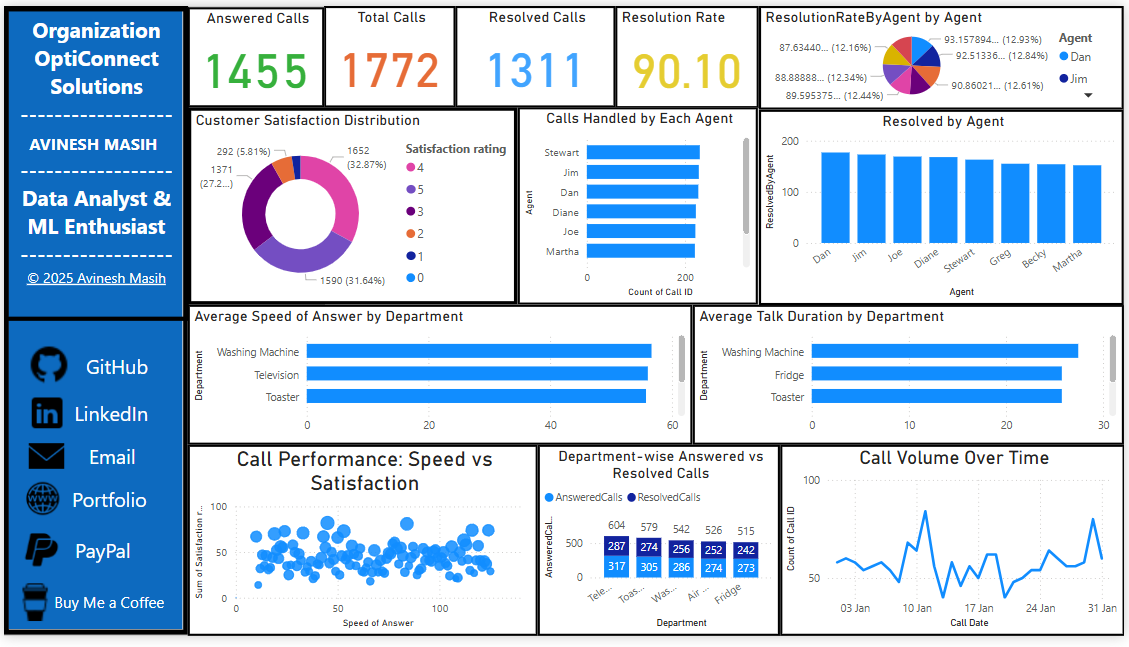 Organization
OptiConnect
Solutions
AVINESH MASIH
Data Analyst &
ML Enthusiast
© 2025 Avinesh Masih
GitHub
LinkedIn
Email
Portfolio
PayPal
Buy Me a Coffee
Answered Calls
1455
Total Calls
1772
Resolved Calls
1311
Resolution Rate
90.10
ResolutionRateByAgent by Agent
93.157894... (12.93%)
92.51336... (12.84%)
90.86021... (12.61%)
89.595375... (12.44%)
88.88888... (12.34%)
87.63440... (12.16%)
Agent
Dan
Jim
Customer Satisfaction Distribution
1652
(32.87%)
1590 (31.64%)
1371
(27.2...)
292 (5.81%)
Satisfaction rating
4
5
3
2
1
0
Calls Handled by Each Agent
Agent
Stewart
Jim
Dan
Diane
Joe
Martha
0 200
Count of Call ID
Resolved by Agent
ResolvedByAgent
200
100
0
Dan Jim Joe Diane Stewart Greg Becky Martha
Agent
Average Speed of Answer by Department
Department
Washing Machine
Television
Toaster
0 20 40 60
Average Talk Duration by Department
Department
Washing Machine
Fridge
Toaster
0 10 20 30
Call Performance: Speed vs
Satisfaction
Sum of Satisfaction r...
100
50
0
0 50 100
Speed of Answer
Department-wise Answered vs
Resolved Calls
AnsweredCalls ResolvedCalls
AnsweredCal...
500
0
604 579 542 526 515
287 274 256 252 242
317 305 286 274 273
Tele... Toas... Was... Air ... Fridge
Department
Call Volume Over Time
Count of Call ID
100
50
03 Jan 10 Jan 17 Jan 24 Jan 31 Jan
Call Date